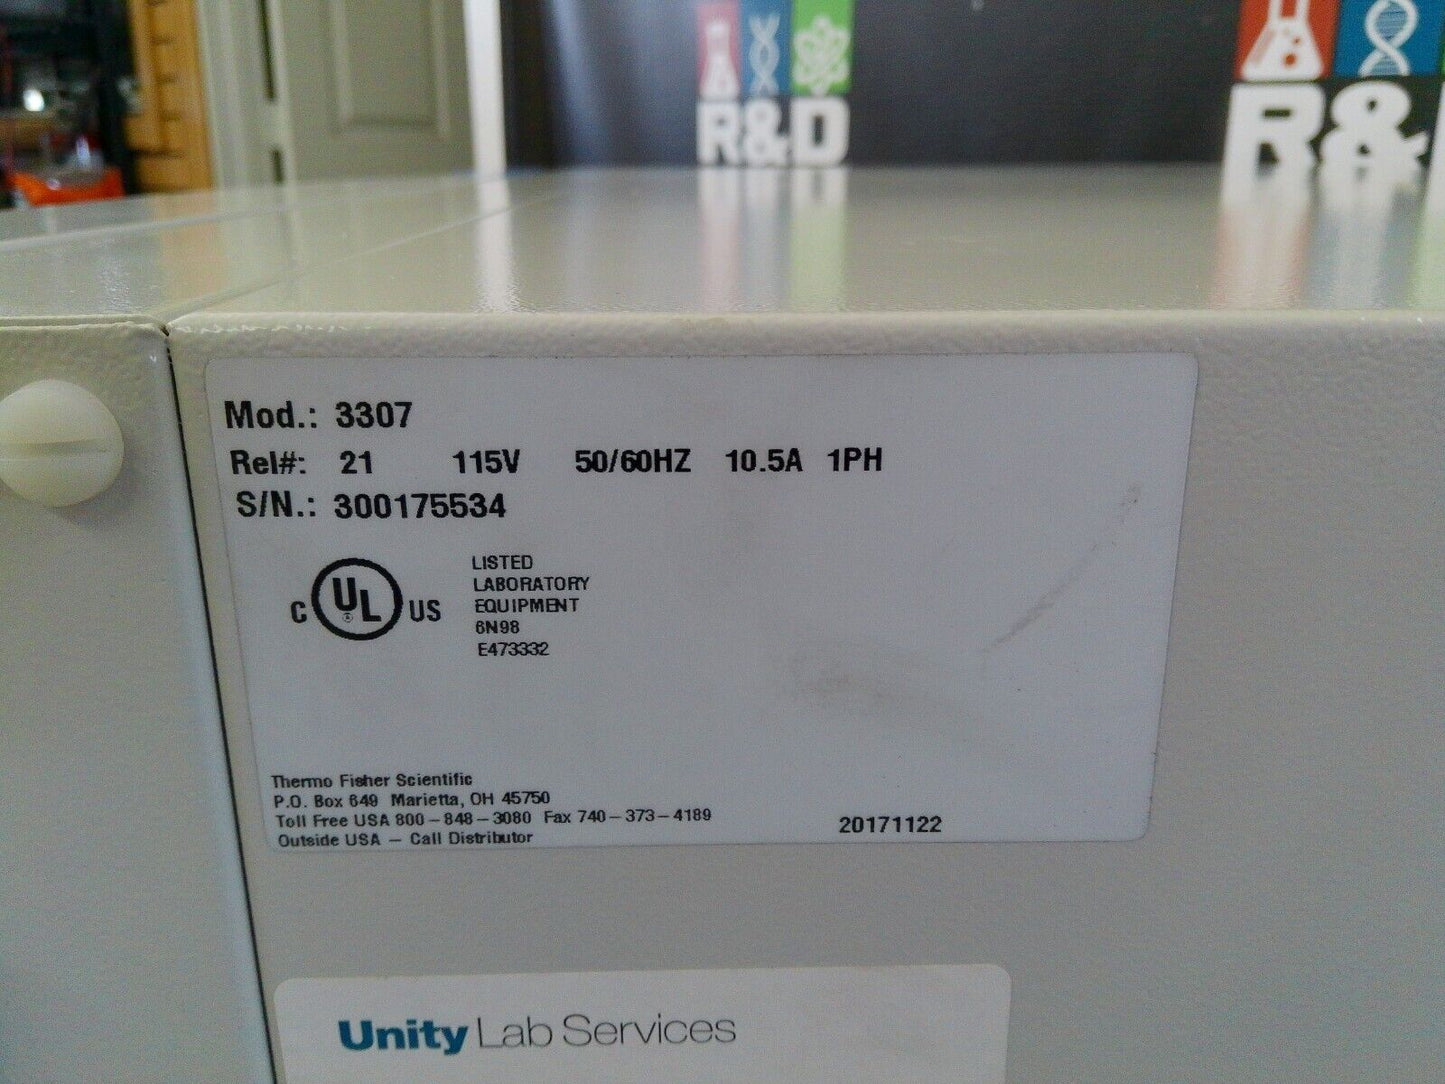 R&D
R&
Mod.: 3307
Rel#: 21 115V 50/60HZ 10.5A 1PH
S/N.: 300175534
C UL US
LISTED
LABORATORY
EQUIPMENT
6N98
E473332
Thermo Fisher Scientific
P.O. Box 649 Marietta, OH 45750
Toll Free USA 800-848-3080 Fax 740-373-4189
Outside USA - Call Distributor
20171122
Unity Lab Services